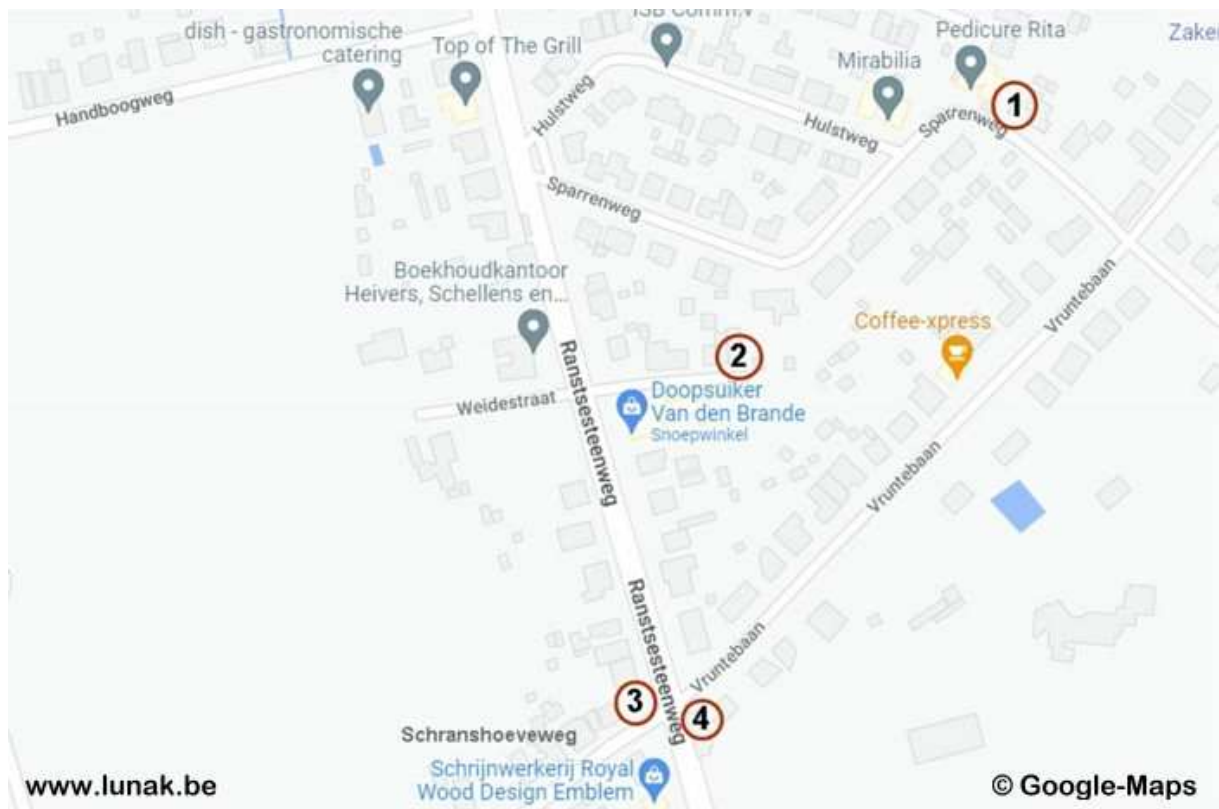 ISB Comm.V
Pedicure Rita
dish - gastronomische
catering
Top of The Grill
Mirabilia
Handboogweg
Hulstweg
Hulstweg
Sparrenweg
1
Sparrenweg
Boekhoudkantoor
Heivers, Schellens en...
Coffee-xpress
Vruntebaan
2
Ranstsesteenweg
Weidestraat
Doopsuiker
Van den Brande
Snoepwinkel
Vruntebaan
Ranstsesteenweg
Vruntebaan
3
4
Schranshoeveweg
Schrijnwerkerij Royal
Wood Design Emblem
www.lunak.be
© Google-Maps